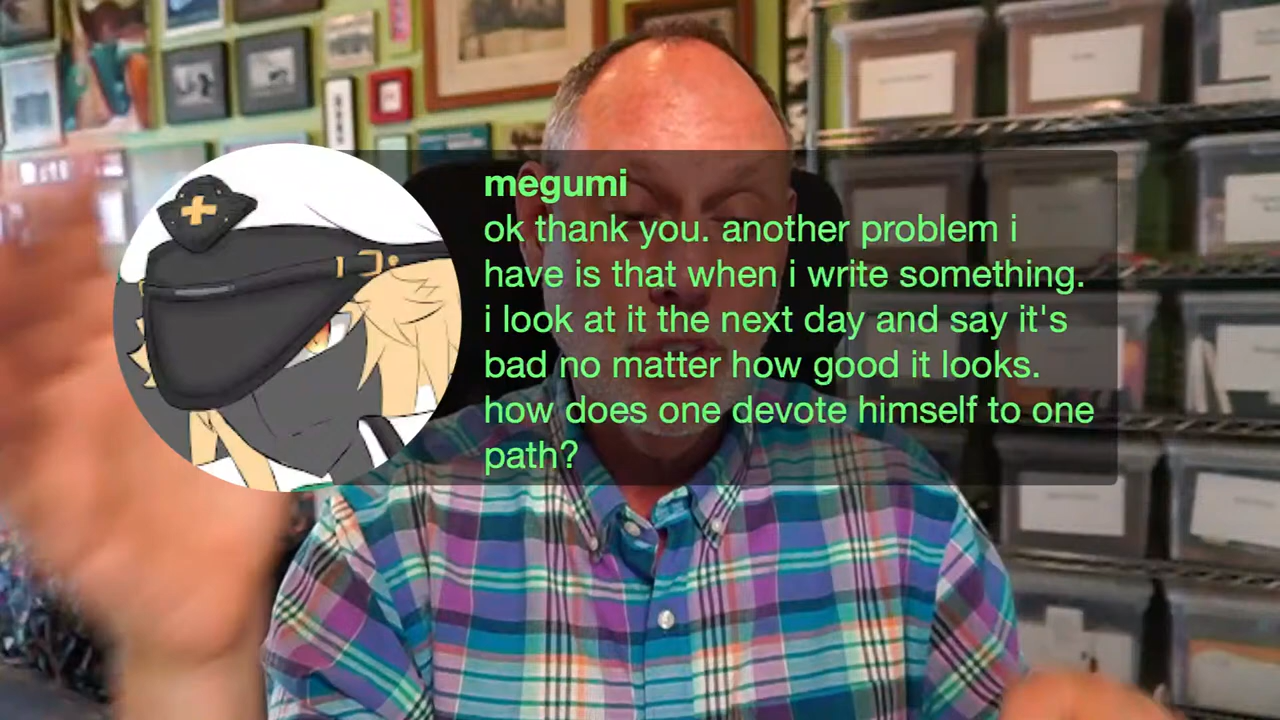 megumi
ok thank you. another problem i
have is that when i write something.
i look at it the next day and say it's
bad no matter how good it looks.
how does one devote himself to one
path?